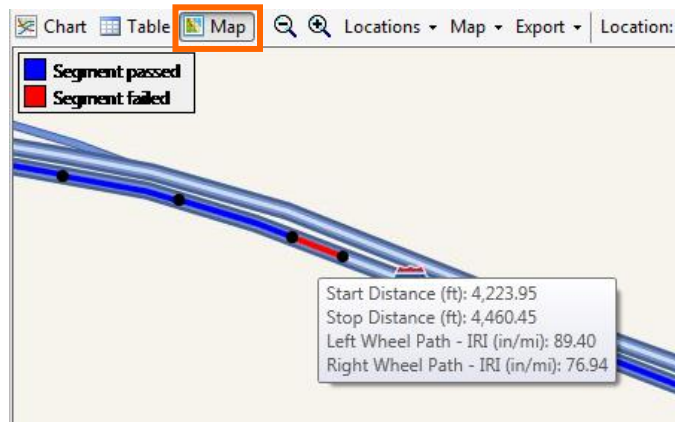 Chart Table Map Locations Map Export Location:
Segment passed
Segment failed
Start Distance (ft): 4,223.95
Stop Distance (ft): 4,460.45
Left Wheel Path - IRI (in/mi): 89.40
Right Wheel Path - IRI (in/mi): 76.94